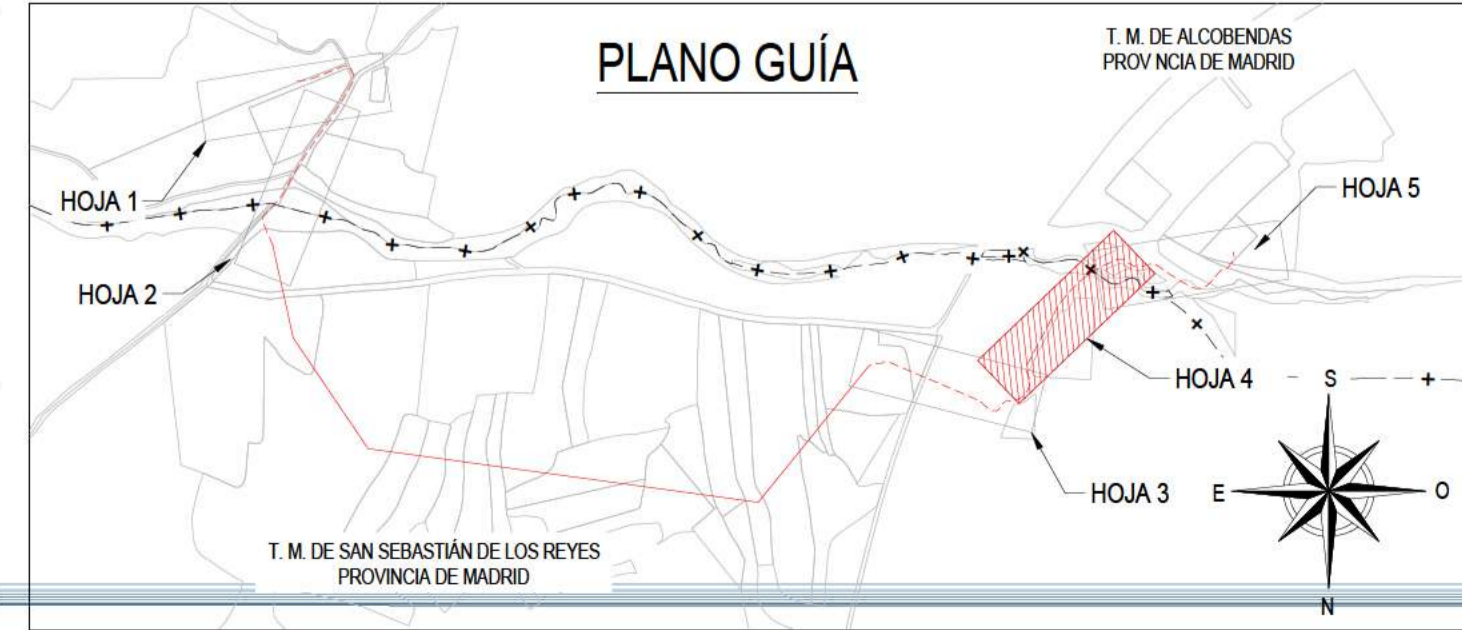 PLANO GUÍA
T. M. DE ALCOBENDAS
PROV NCIA DE MADRID
HOJA 1
HOJA 5
HOJA 2
HOJA 4
HOJA 3
S
E
O
N
T. M. DE SAN SEBASTIÁN DE LOS REYES
PROVINCIA DE MADRID